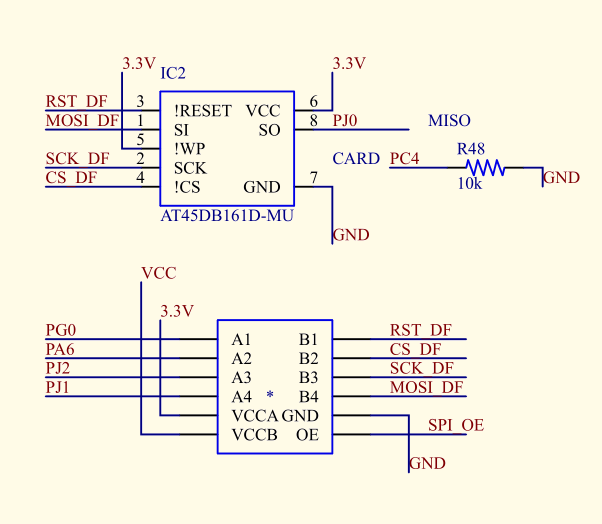 3.3V
IC2
3.3V
RST_DF 3 !RESET VCC 6
MOSI_DF 1 SI SO 8 PJ0 MISO
5 !WP
SCK_DF 2 SCK
CS_DF 4 !CS GND 7
AT45DB161D-MU
GND
CARD PC4 R48
10k GND
VCC
3.3V
PG0 A1 B1 RST_DF
PA6 A2 B2 CS_DF
PJ2 A3 B3 SCK_DF
PJ1 A4 * B4 MOSI_DF
VCCA GND
VCCB OE SPI_OE
GND